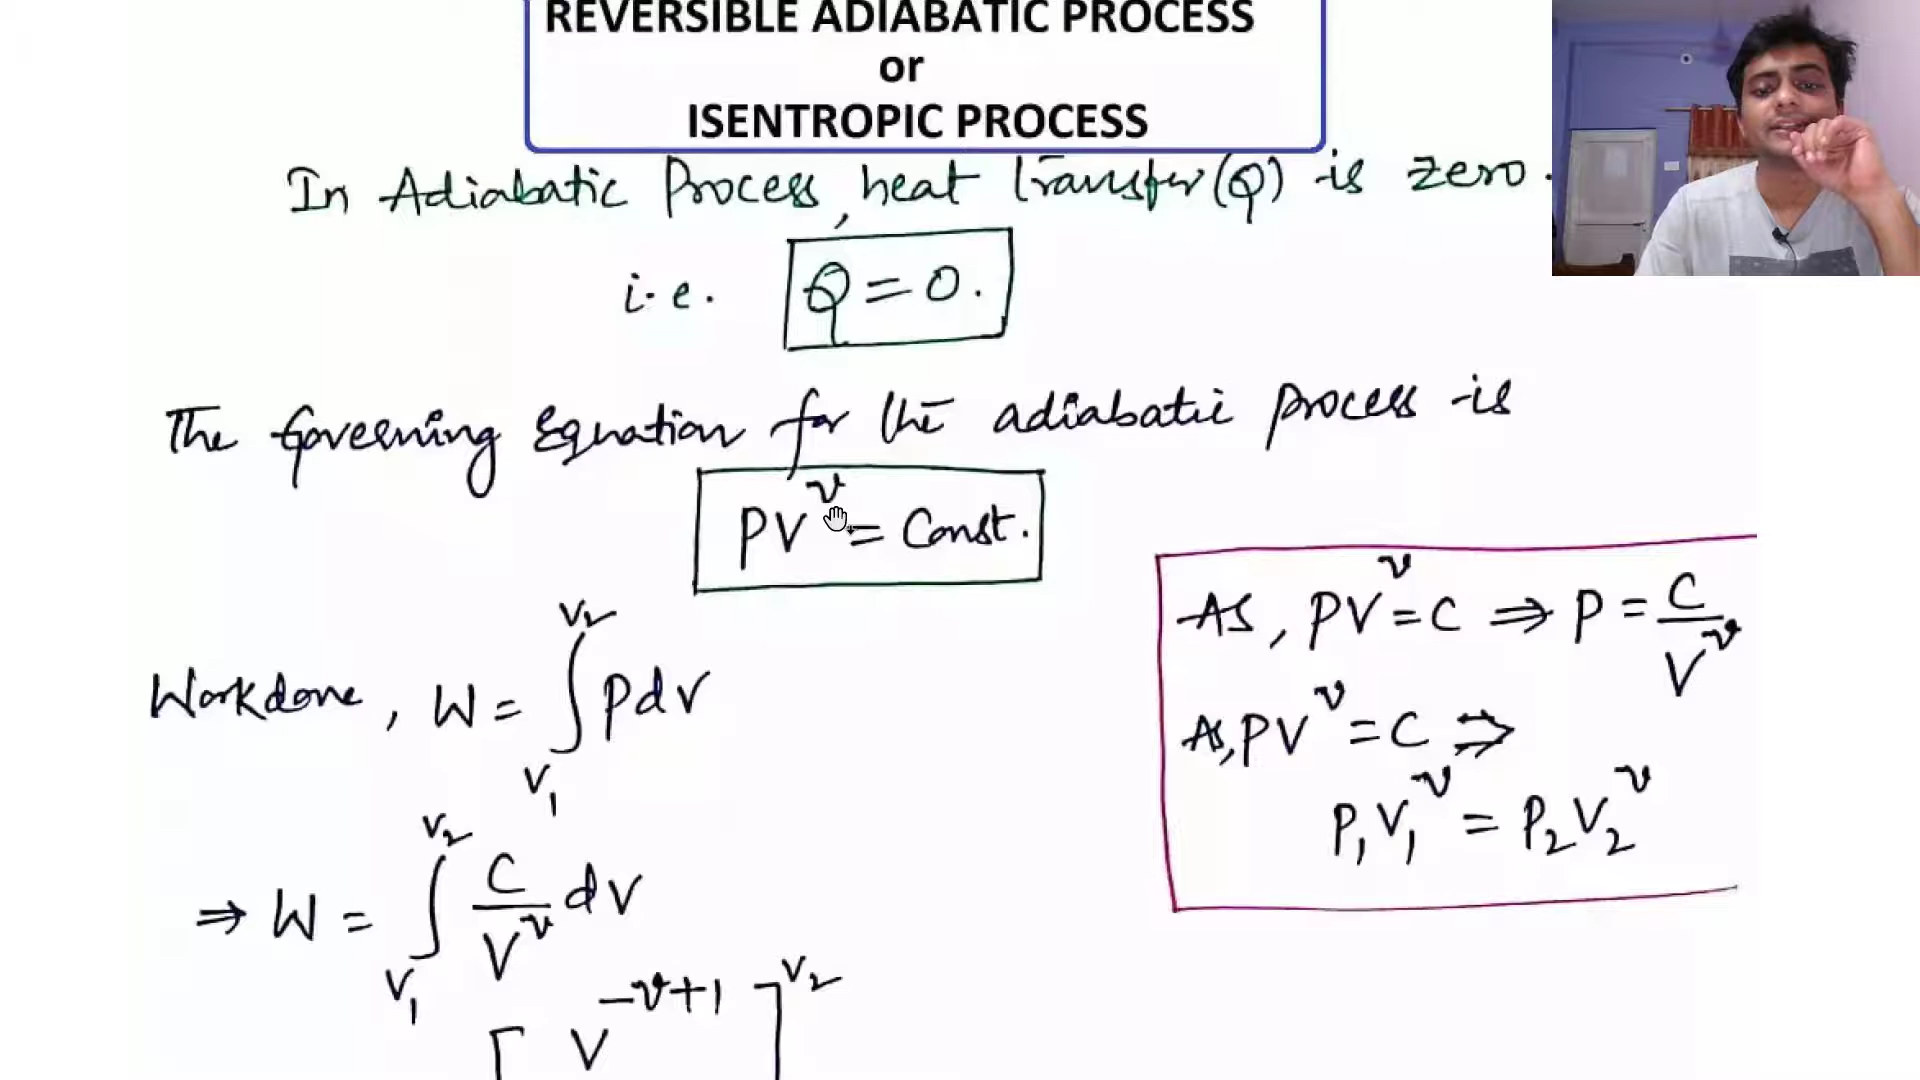 REVERSIBLE ADIABATIC PROCESS
or
ISENTROPIC PROCESS
In Adiabatic Process, heat transfer (Q) is zero.
i.e. Q = 0.
The Governing Equation for the adiabatic process is
PV^γ = Const.
Workdone, W = ∫_{V₁}^{V₂} PdV
⇒ W = ∫_{V₁}^{V₂} C/V^γ dV
[ V^{-γ+1} ]^{V₂}
As, PV^γ = C ⇒ P = C/V^γ
As, PV^γ = C ⇒
P₁V₁^γ = P₂V₂^γ